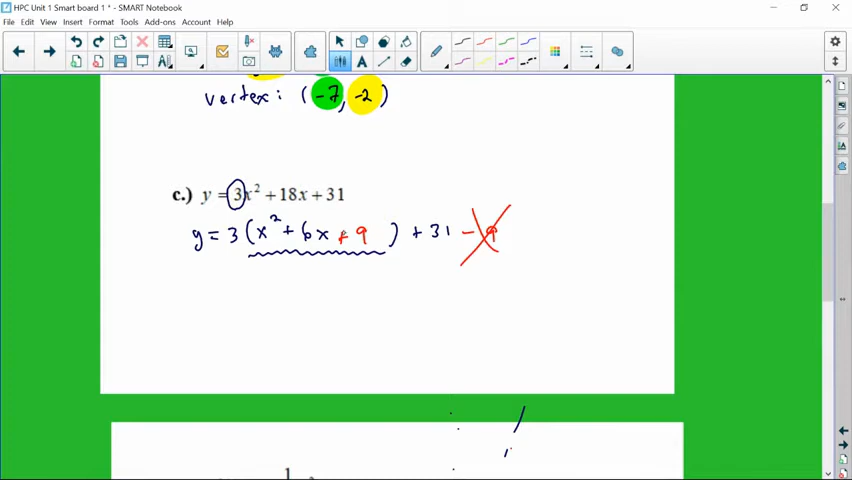 HPC Unit 1 Smart board 1 * - SMART Notebook
File Edit Insert Format Tools Add-ons Account Help
vertex: (-7, -2)
c.) y = 3x² + 18x + 31
y = 3 (x² + 6x + 9 ) + 31 - 9
1